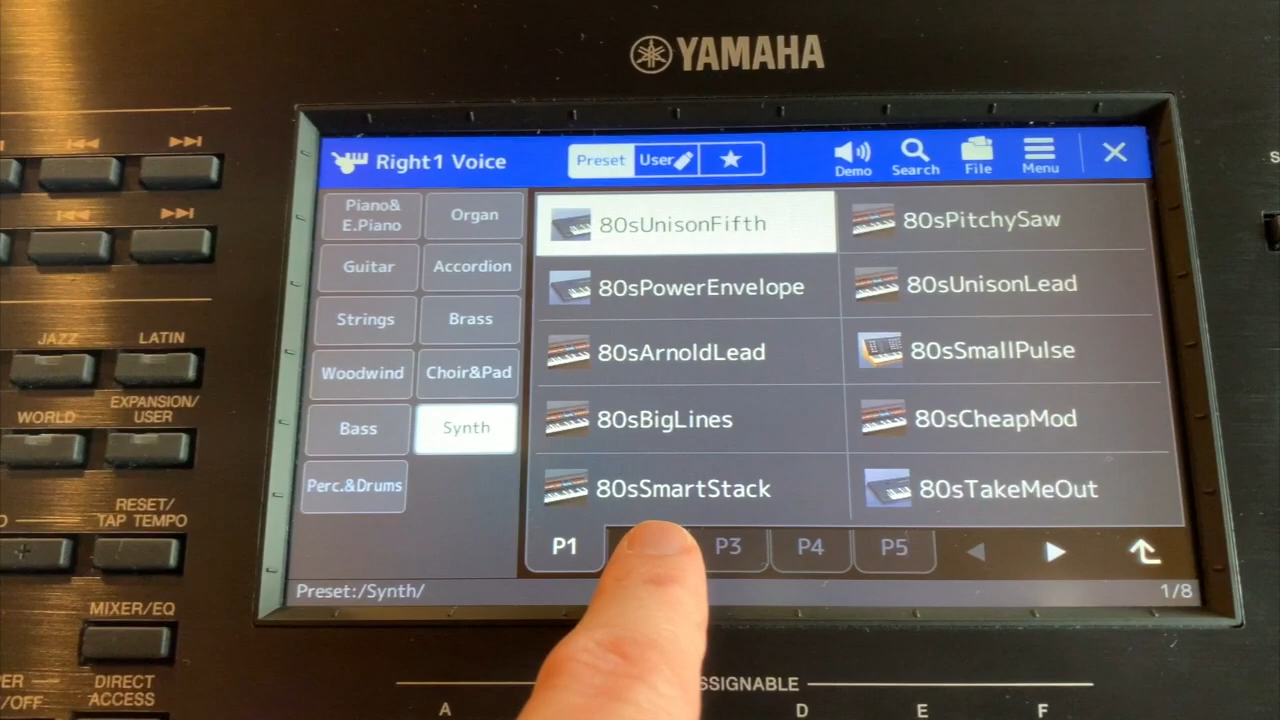 YAMAHA
Right1 Voice
Preset
User
Demo
Search
File
Menu
Piano&
E.Piano
Organ
Guitar
Accordion
Strings
Brass
Woodwind
Choir&Pad
Bass
Synth
Perc.&Drums
80sUnisonFifth
80sPitchySaw
80sPowerEnvelope
80sUnisonLead
80sArnoldLead
80sSmallPulse
80sBigLines
80sCheapMod
80sSmartStack
80sTakeMeOut
P1
P3
P4
P5
Preset:/Synth/
1/8
JAZZ
LATIN
WORLD
EXPANSION/
USER
RESET/
TAP TEMPO
MIXER/EQ
DIRECT
ACCESS
/OFF
A
D
E
F